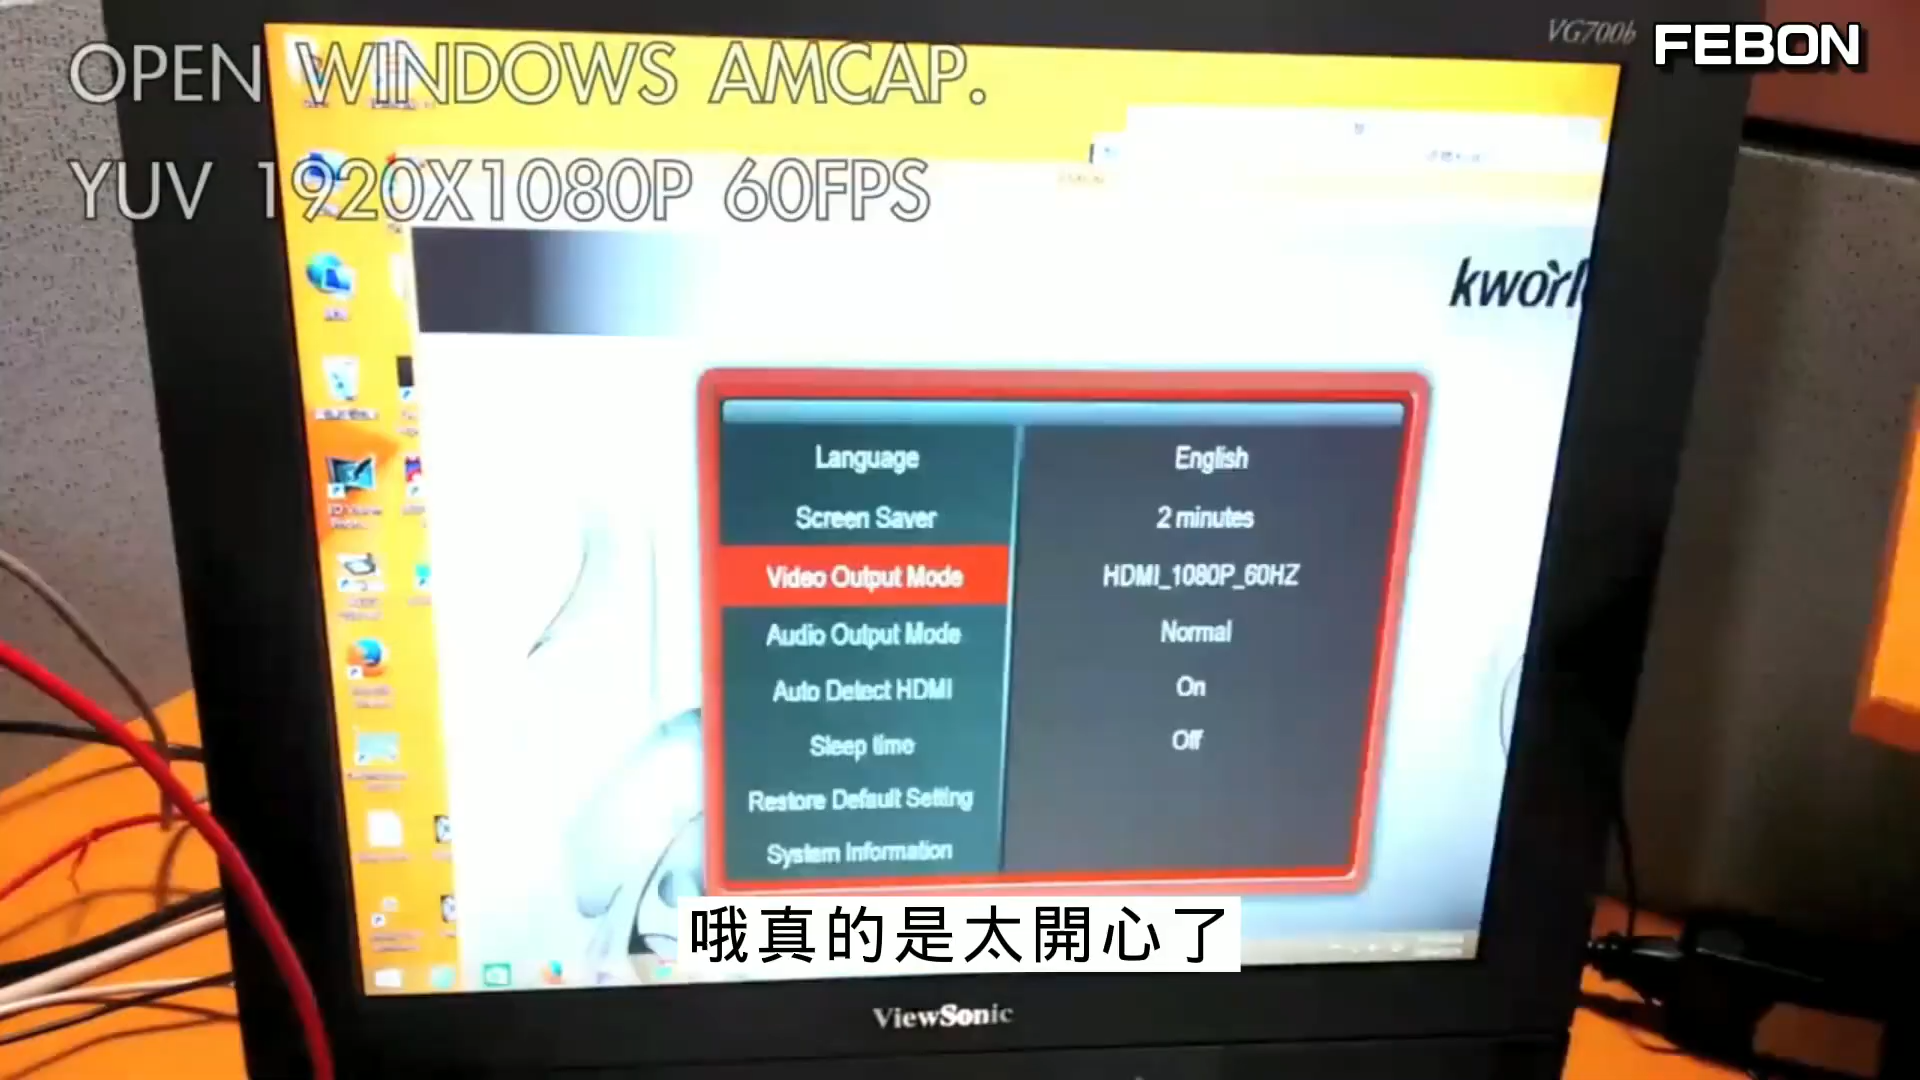 VG700b
FEBON
OPEN WINDOWS AMCAP.
YUV 1920X1080P 60FPS
kworl
Language English
Screen Saver 2 minutes
Video Output Mode HDMI_1080P_60HZ
Audio Output Mode Normal
Auto Detect HDMI On
Sleep time Off
Restore Default Setting
System Information
哦真的是太開心了
ViewSonic